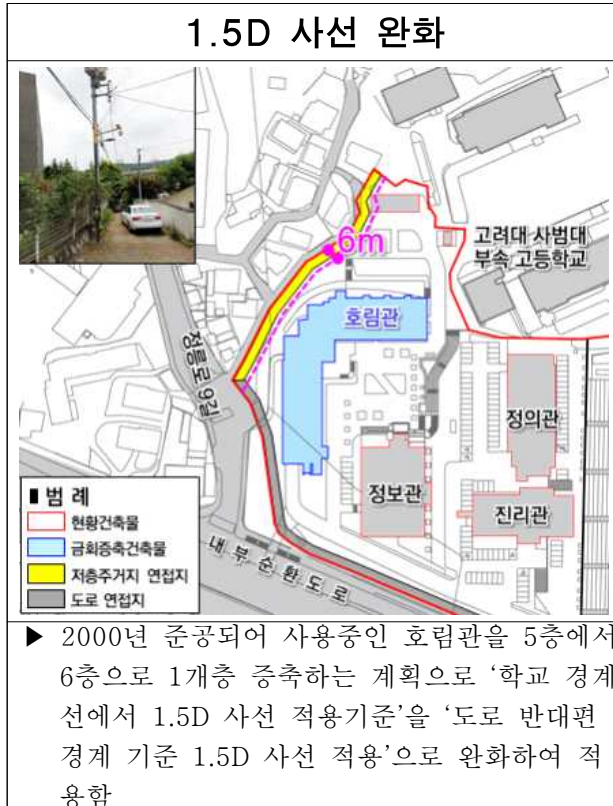 1.5D 사선 완화
6m
고려대 사범대
부속 고등학교
호림관
정릉로 9길
정의관
정보관
진리관
내부순환도로
범 례
현황건축물
금회증축건축물
저층주거지 연접지
도로 연접지
▶ 2000년 준공되어 사용중인 호림관을 5층에서
6층으로 1개층 증축하는 계획으로 ‘학교 경계
선에서 1.5D 사선 적용기준’을 ‘도로 반대편
경계 기준 1.5D 사선 적용’으로 완화하여 적
용함